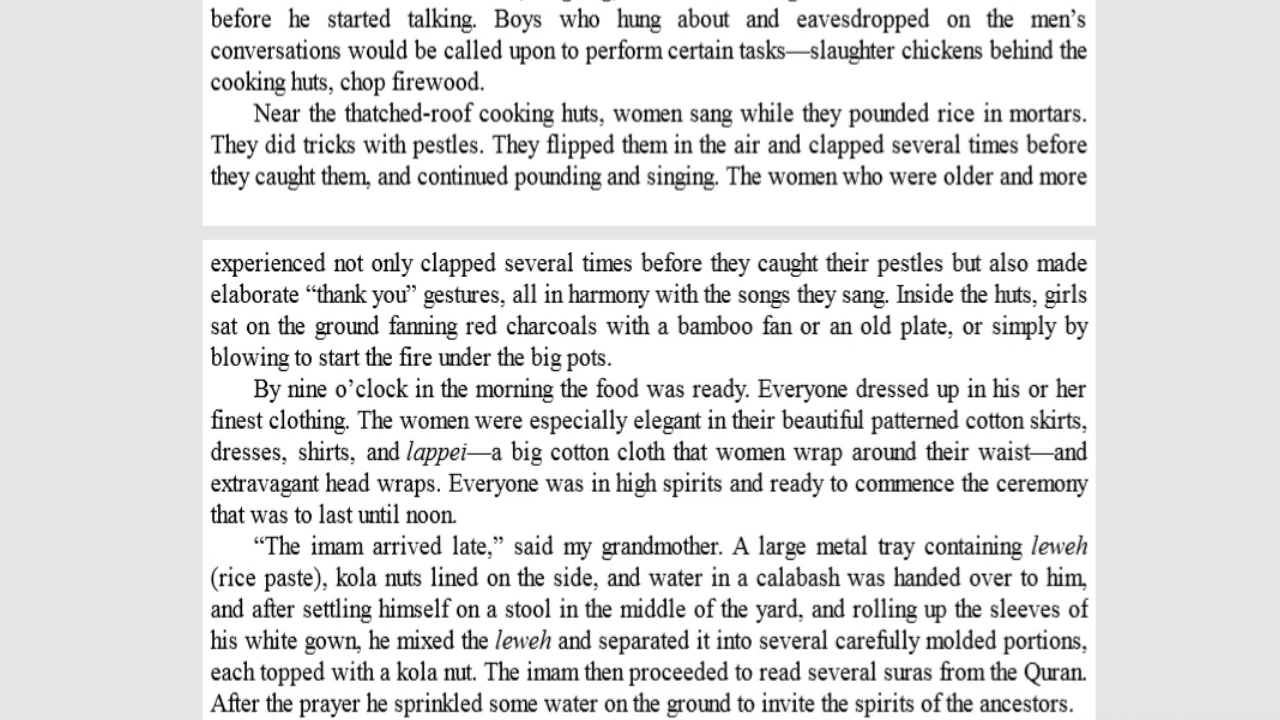 before he started talking. Boys who hung about and eavesdropped on the men’s
conversations would be called upon to perform certain tasks—slaughter chickens behind the
cooking huts, chop firewood.
Near the thatched-roof cooking huts, women sang while they pounded rice in mortars.
They did tricks with pestles. They flipped them in the air and clapped several times before
they caught them, and continued pounding and singing. The women who were older and more
experienced not only clapped several times before they caught their pestles but also made
elaborate “thank you” gestures, all in harmony with the songs they sang. Inside the huts, girls
sat on the ground fanning red charcoals with a bamboo fan or an old plate, or simply by
blowing to start the fire under the big pots.
By nine o’clock in the morning the food was ready. Everyone dressed up in his or her
finest clothing. The women were especially elegant in their beautiful patterned cotton skirts,
dresses, shirts, and lappei—a big cotton cloth that women wrap around their waist—and
extravagant head wraps. Everyone was in high spirits and ready to commence the ceremony
that was to last until noon.
“The imam arrived late,” said my grandmother. A large metal tray containing leweh
(rice paste), kola nuts lined on the side, and water in a calabash was handed over to him,
and after settling himself on a stool in the middle of the yard, and rolling up the sleeves of
his white gown, he mixed the leweh and separated it into several carefully molded portions,
each topped with a kola nut. The imam then proceeded to read several suras from the Quran.
After the prayer he sprinkled some water on the ground to invite the spirits of the ancestors.